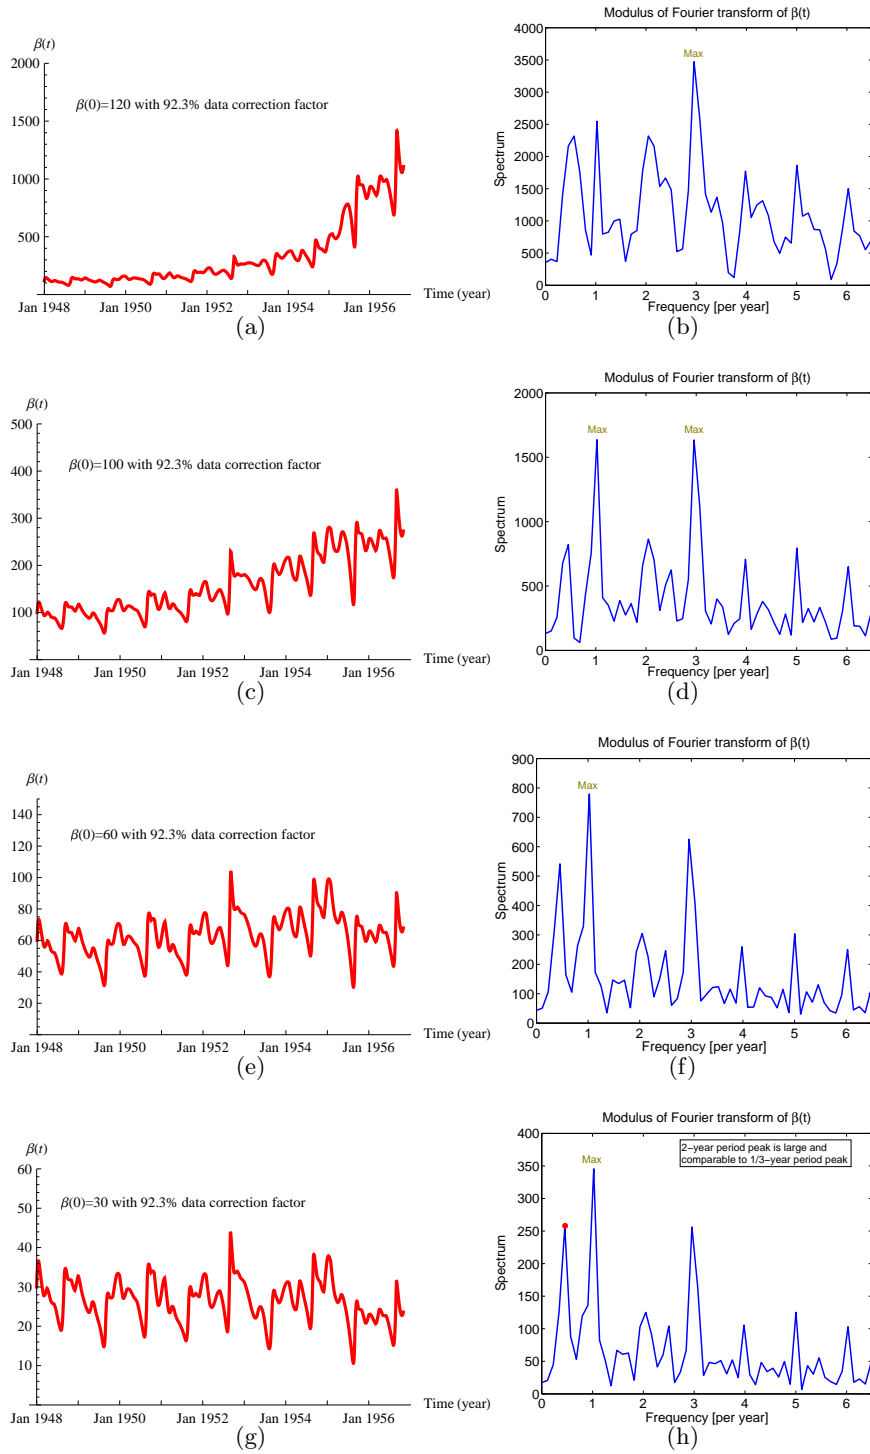 β(t)
2000
1500
1000
500
β(0)=120 with 92.3% data correction factor
Jan 1948 Jan 1950 Jan 1952 Jan 1954 Jan 1956
Time (year)
(a)
Modulus of Fourier transform of β(t)
Max
4000
3500
3000
2500
2000
1500
1000
500
0
Spectrum
0 1 2 3 4 5 6
Frequency [per year]
(b)
β(t)
500
400
300
200
100
β(0)=100 with 92.3% data correction factor
Jan 1948 Jan 1950 Jan 1952 Jan 1954 Jan 1956
Time (year)
(c)
Modulus of Fourier transform of β(t)
Max Max
2000
1500
1000
500
0
Spectrum
0 1 2 3 4 5 6
Frequency [per year]
(d)
β(t)
140
120
100
80
60
40
20
β(0)=60 with 92.3% data correction factor
Jan 1948 Jan 1950 Jan 1952 Jan 1954 Jan 1956
Time (year)
(e)
Modulus of Fourier transform of β(t)
Max
900
800
700
600
500
400
300
200
100
0
Spectrum
0 1 2 3 4 5 6
Frequency [per year]
(f)
β(t)
60
50
40
30
20
10
β(0)=30 with 92.3% data correction factor
Jan 1948 Jan 1950 Jan 1952 Jan 1954 Jan 1956
Time (year)
(g)
Modulus of Fourier transform of β(t)
2−year period peak is large and
comparable to 1/3−year period peak
Max
400
350
300
250
200
150
100
50
0
Spectrum
0 1 2 3 4 5 6
Frequency [per year]
(h)